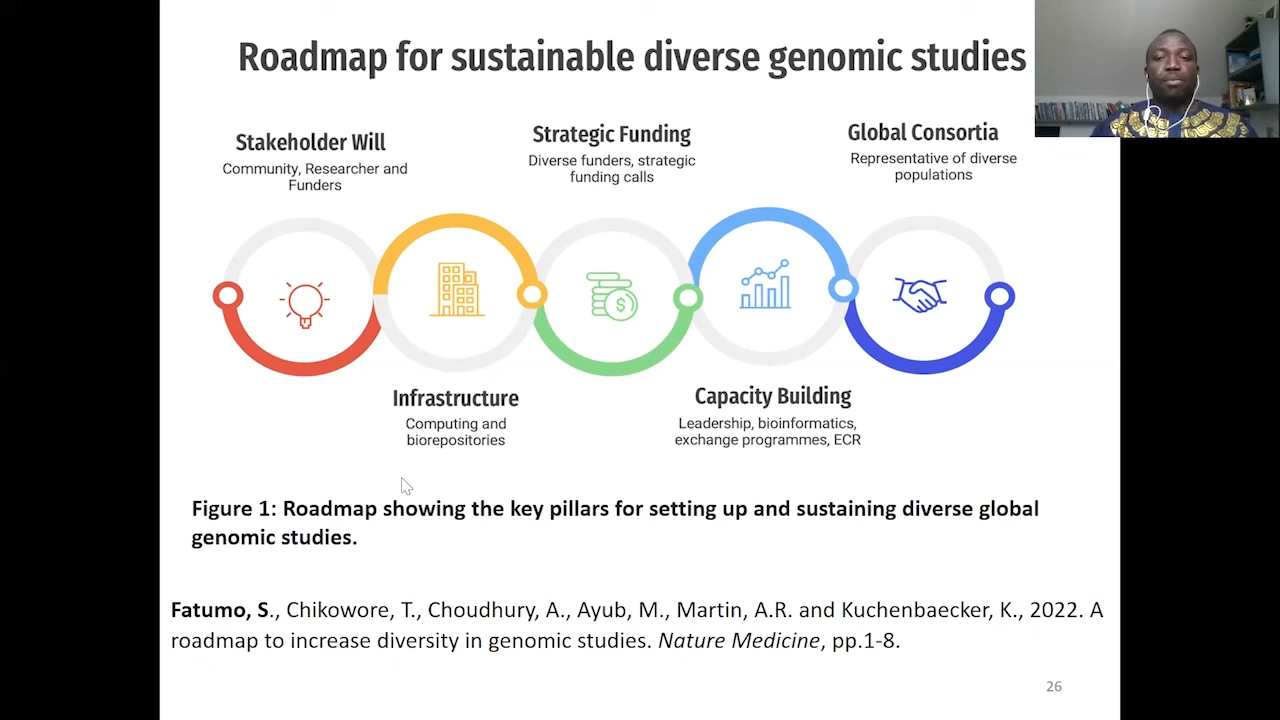 Roadmap for sustainable diverse genomic studies
Stakeholder Will
Community, Researcher and
Funders
Strategic Funding
Diverse funders, strategic
funding calls
Global Consortia
Representative of diverse
populations
$
Infrastructure
Computing and
biorepositories
Capacity Building
Leadership, bioinformatics,
exchange programmes, ECR
Figure 1: Roadmap showing the key pillars for setting up and sustaining diverse global
genomic studies.
Fatumo, S., Chikowore, T., Choudhury, A., Ayub, M., Martin, A.R. and Kuchenbaecker, K., 2022. A
roadmap to increase diversity in genomic studies. Nature Medicine, pp.1-8.
26